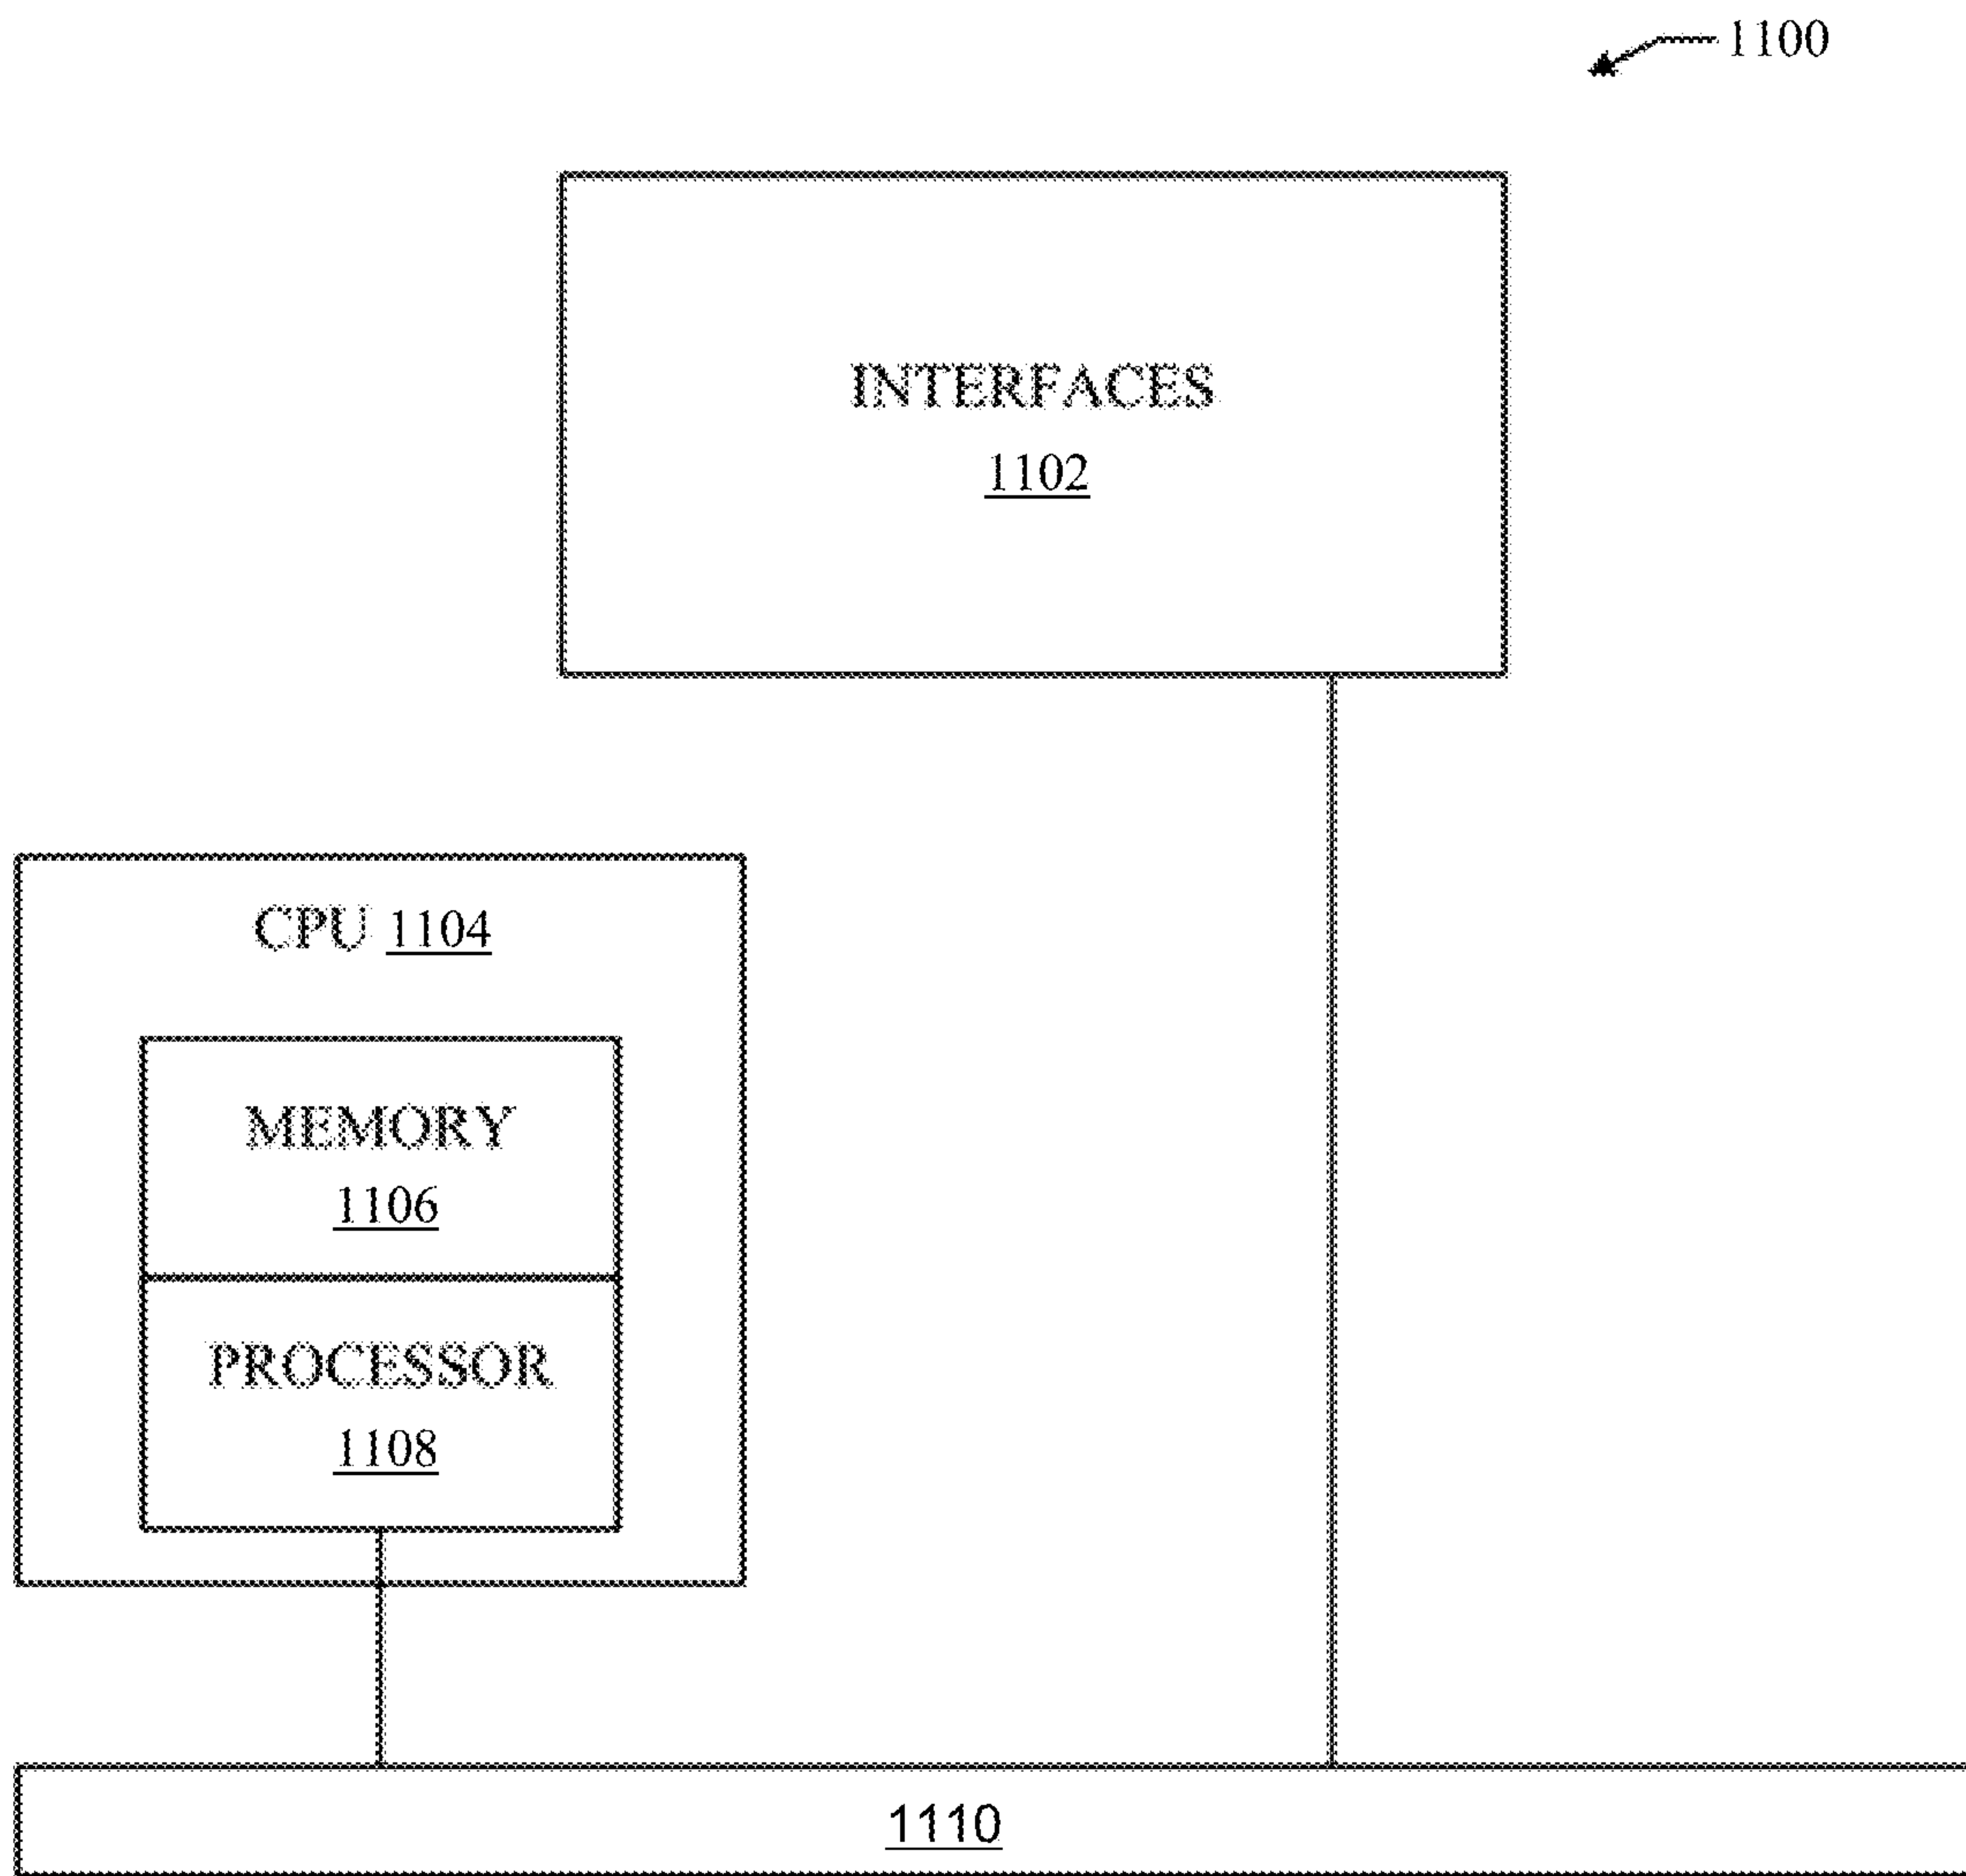 1100
INTERFACES
1102
CPU 1104
MEMORY
1106
PROCESSOR
1108
1110